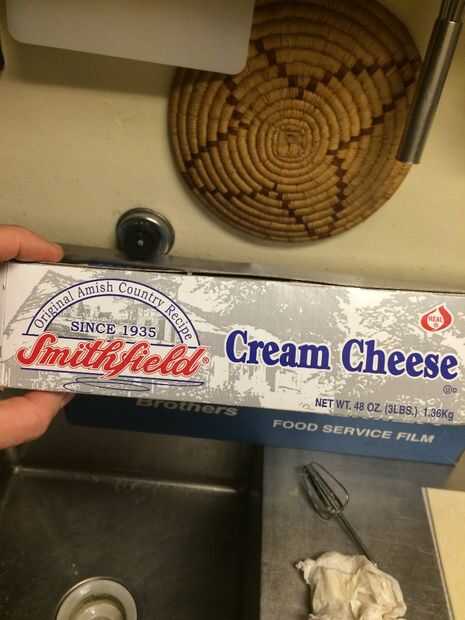 Original Amish Country Recipe
SINCE 1935
Smithfield®
Cream Cheese
REAL
NET WT. 48 OZ. (3LBS.) 1.36Kg
Brothers
FOOD SERVICE FILM